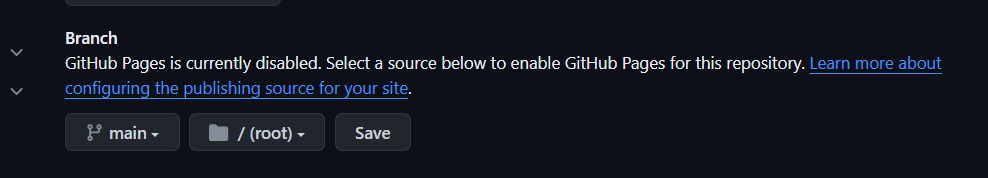 Branch
GitHub Pages is currently disabled. Select a source below to enable GitHub Pages for this repository. Learn more about
configuring the publishing source for your site.
main / (root) Save